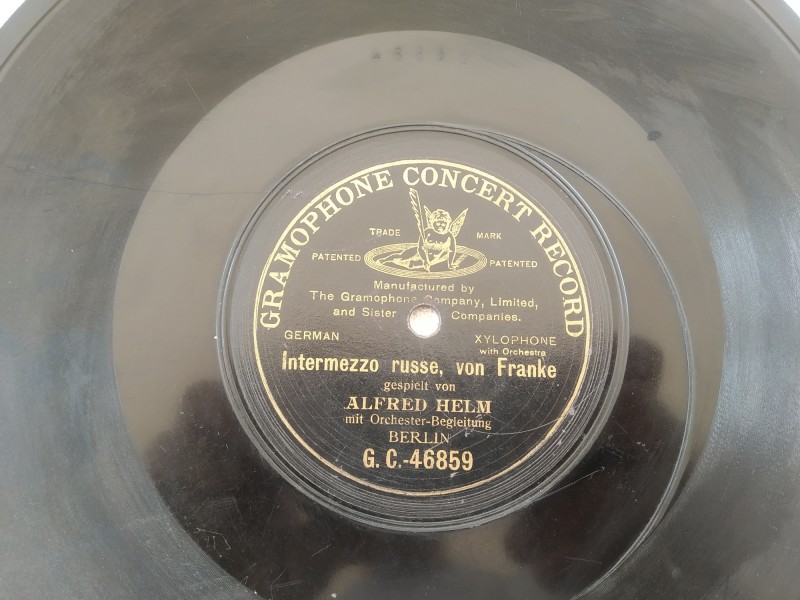 GRAMOPHONE CONCERT RECORD
TRADE MARK
PATENTED PATENTED
Manufactured by
The Gramophone Company, Limited,
and Sister Companies.
GERMAN XYLOPHONE
with Orchestra
Intermezzo russe, von Franke
gespielt von
ALFRED HELM
mit Orchester-Begleitung
BERLIN
G. C.-46859